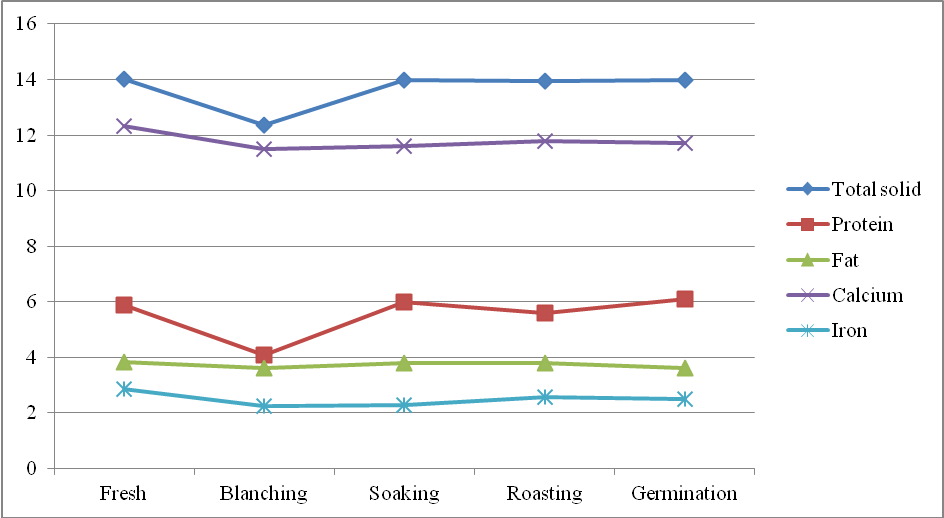 16
14
12
10
8
6
4
2
0
Fresh Blanching Soaking Roasting Germination
Total solid
Protein
Fat
Calcium
Iron